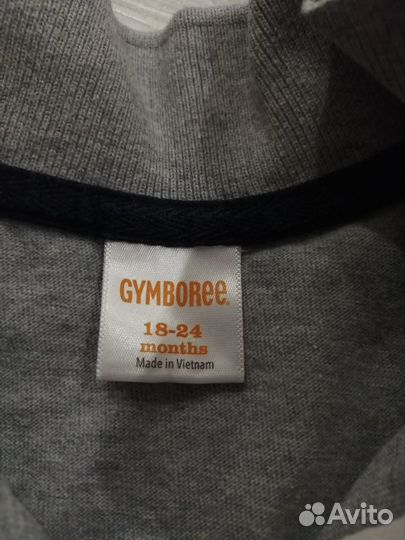 GYMBOREE
18-24
months
Made in Vietnam
Avito